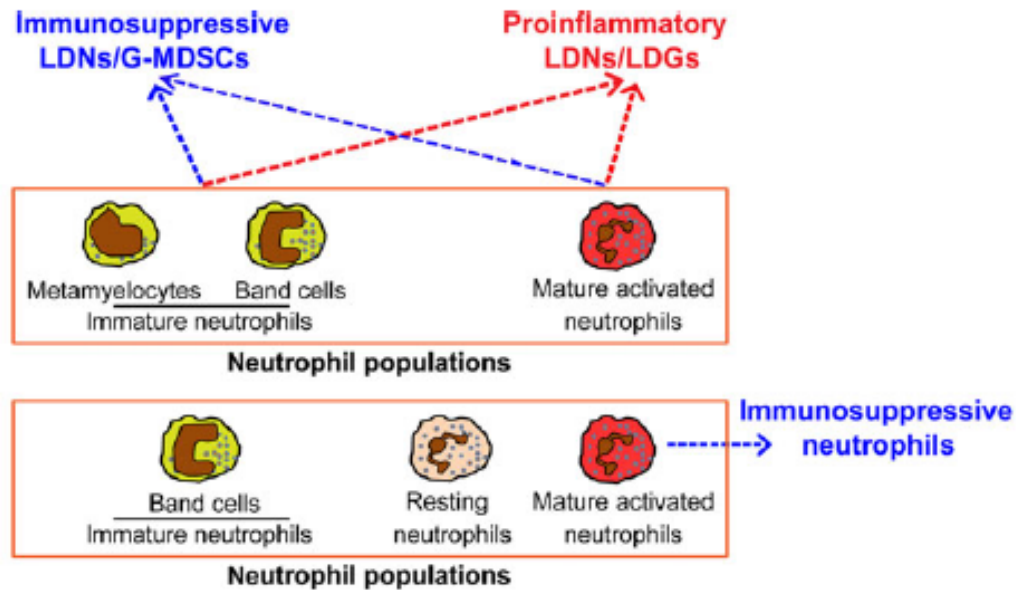 Immunosuppressive
LDNs/G-MDSCs
Proinflammatory
LDNs/LDGs
Metamyelocytes
Band cells
Immature neutrophils
Mature activated
neutrophils
Neutrophil populations
Band cells
Immature neutrophils
Resting
neutrophils
Mature activated
neutrophils
Immunosuppressive
neutrophils
Neutrophil populations